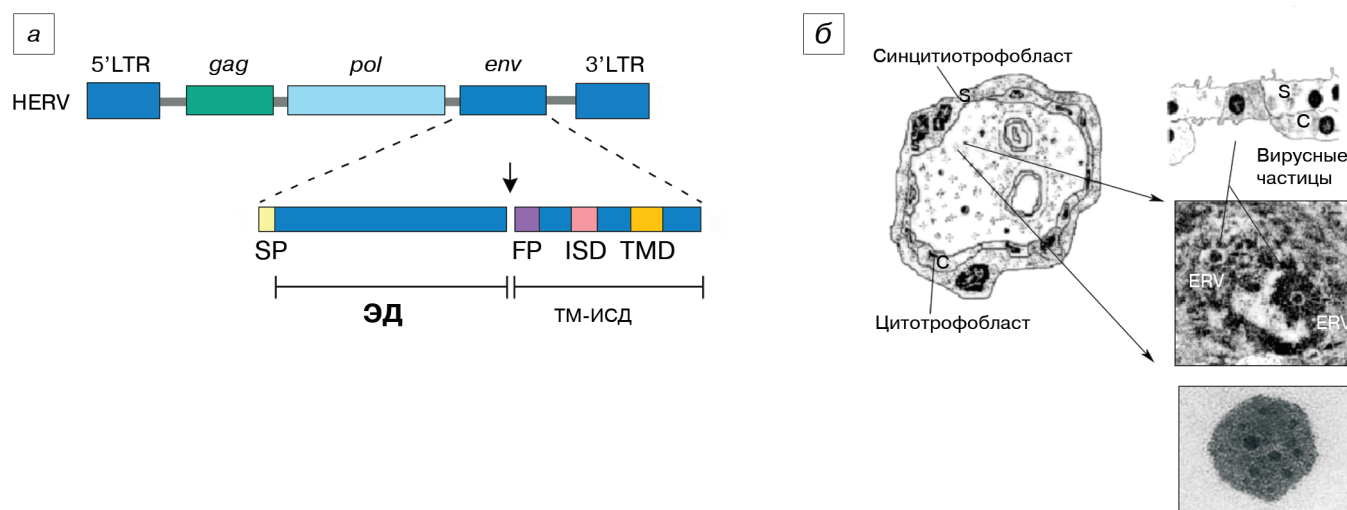 а
5’LTR gag pol env 3’LTR
HERV
SP FP ISD TMD
ЭД ТМ-ИСД
б
Синцитиотрофобласт
S
C
Цитотрофобласт
S
C
Вирусные
частицы
ERV
ERV